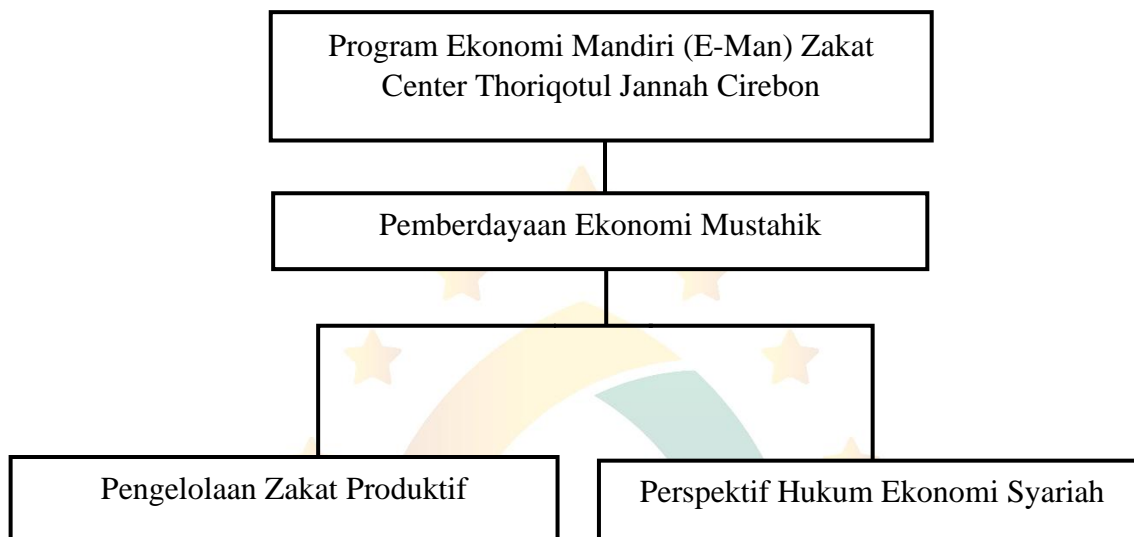 Program Ekonomi Mandiri (E-Man) Zakat
Center Thoriqotul Jannah Cirebon
Pemberdayaan Ekonomi Mustahik
Pengelolaan Zakat Produktif
Perspektif Hukum Ekonomi Syariah